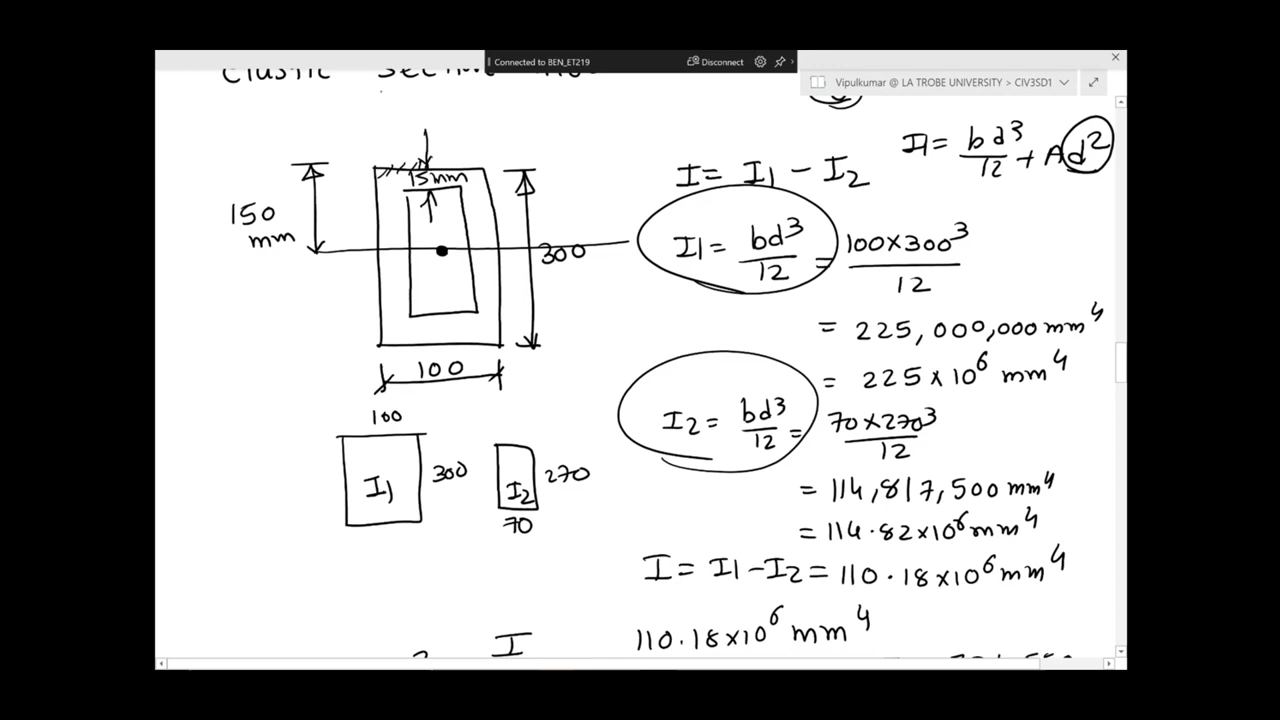 Connected to BEN_ET219
Disconnect
Vipulkumar @ LA TROBE UNIVERSITY > CIV3SD1
I1 = bd³/12 + Ad²
15mm
150
mm
300
100
I = I1 - I2
I1 = bd³/12 = 100×300³/12
= 225,000,000 mm⁴
= 225×10⁶ mm⁴
100
I1
300
I2
270
70
I2 = bd³/12 = 70×270³/12
= 114,817,500 mm⁴
= 114.82×10⁶ mm⁴
I = I1 - I2 = 110.18×10⁶ mm⁴
I
110.18×10⁶ mm⁴